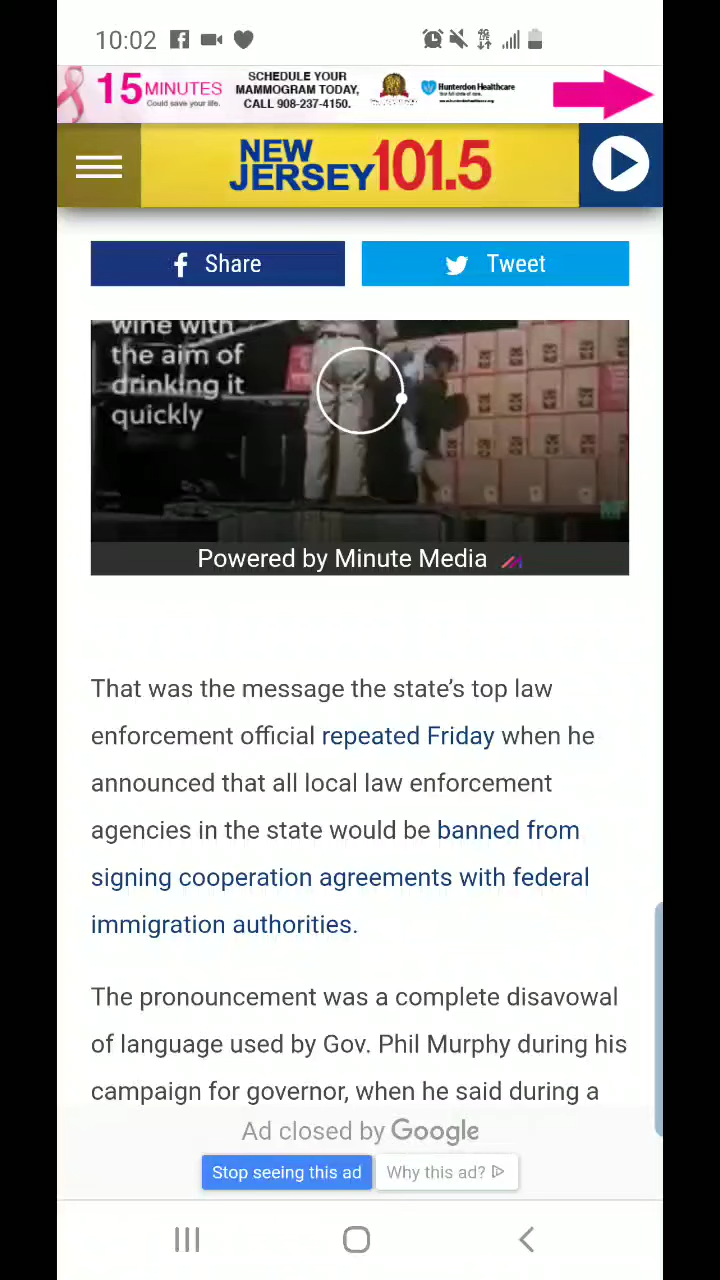 10:02
15 MINUTES
Could save your life.
SCHEDULE YOUR
MAMMOGRAM TODAY,
CALL 908-237-4150.
Hunterdon Healthcare
NEW
JERSEY 101.5
Share
Tweet
wine with
the aim of
drinking it
quickly
Powered by Minute Media
That was the message the state’s top law
enforcement official repeated Friday when he
announced that all local law enforcement
agencies in the state would be banned from
signing cooperation agreements with federal
immigration authorities.
The pronouncement was a complete disavowal
of language used by Gov. Phil Murphy during his
campaign for governor, when he said during a
Ad closed by Google
Stop seeing this ad
Why this ad?